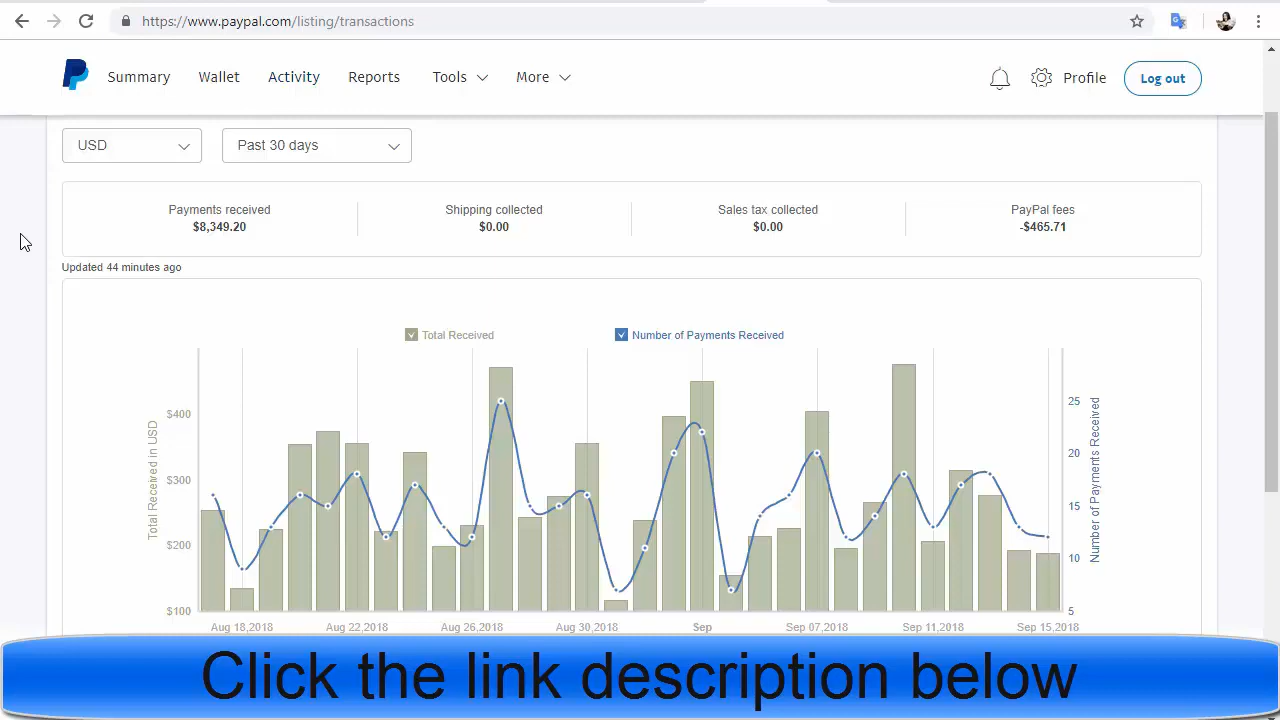 https://www.paypal.com/listing/transactions
Summary Wallet Activity Reports Tools More Profile Log out
USD Past 30 days
Payments received Shipping collected Sales tax collected PayPal fees
$8,349.20 $0.00 $0.00 -$465.71
Updated 44 minutes ago
Total Received Number of Payments Received
Total Received in USD
$400
$300
$200
$100
25
20
15
10
5
Number of Payments Received
Aug 18,2018 Aug 22,2018 Aug 26,2018 Aug 30,2018 Sep Sep 07,2018 Sep 11,2018 Sep 15,2018
Click the link description below